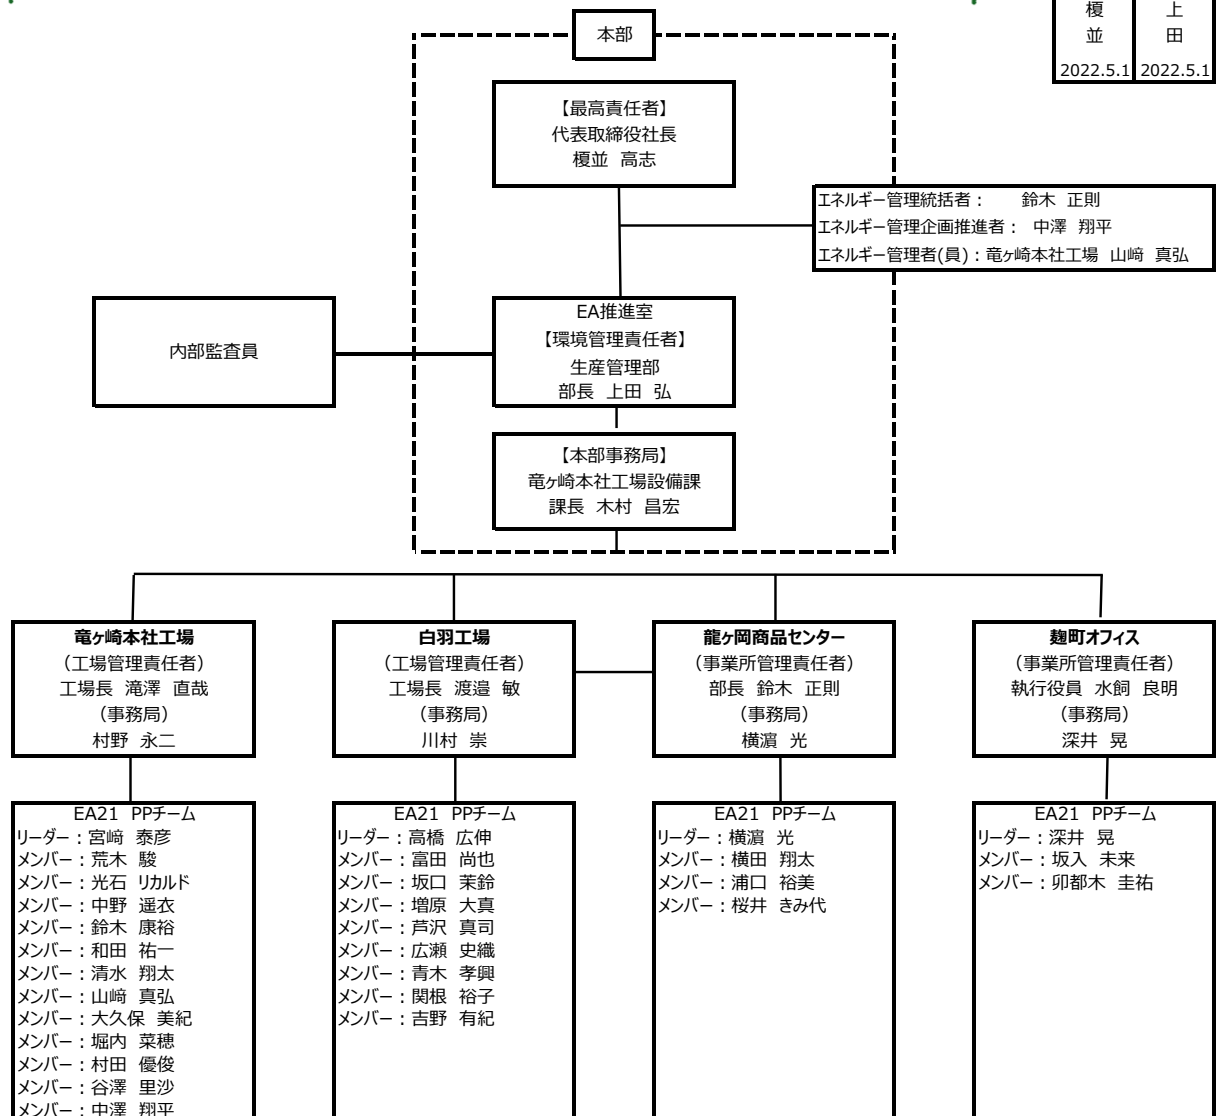 榎並
上田
2022.5.1
2022.5.1
本部
【最高責任者】
代表取締役社長
榎並 高志
エネルギー管理統括者： 鈴木 正則
エネルギー管理企画推進者： 中澤 翔平
エネルギー管理者(員)：竜ヶ崎本社工場 山﨑 真弘
内部監査員
EA推進室
【環境管理責任者】
生産管理部
部長 上田 弘
【本部事務局】
竜ヶ崎本社工場設備課
課長 木村 昌宏
竜ヶ崎本社工場
（工場管理責任者）
工場長 滝澤 直哉
（事務局）
村野 永二
白羽工場
（工場管理責任者）
工場長 渡邉 敏
（事務局）
川村 崇
龍ヶ岡商品センター
（事業所管理責任者）
部長 鈴木 正則
（事務局）
横濵 光
麹町オフィス
（事業所管理責任者）
執行役員 水飼 良明
（事務局）
深井 晃
EA21 PPチーム
リーダー：宮﨑 泰彦
メンバー：荒木 駿
メンバー：光石 リカルド
メンバー：中野 遥衣
メンバー：鈴木 康裕
メンバー：和田 祐一
メンバー：清水 翔太
メンバー：山﨑 真弘
メンバー：大久保 美紀
メンバー：堀内 菜穂
メンバー：村田 優俊
メンバー：谷澤 里沙
メンバー：中澤 翔平
EA21 PPチーム
リーダー：高橋 広伸
メンバー：富田 尚也
メンバー：坂口 茉鈴
メンバー：増原 大真
メンバー：芦沢 真司
メンバー：広瀬 史織
メンバー：青木 孝興
メンバー：関根 裕子
メンバー：吉野 有紀
EA21 PPチーム
リーダー：横濵 光
メンバー：横田 翔太
メンバー：浦口 裕美
メンバー：桜井 きみ代
EA21 PPチーム
リーダー：深井 晃
メンバー：坂入 未来
メンバー：卯都木 圭祐